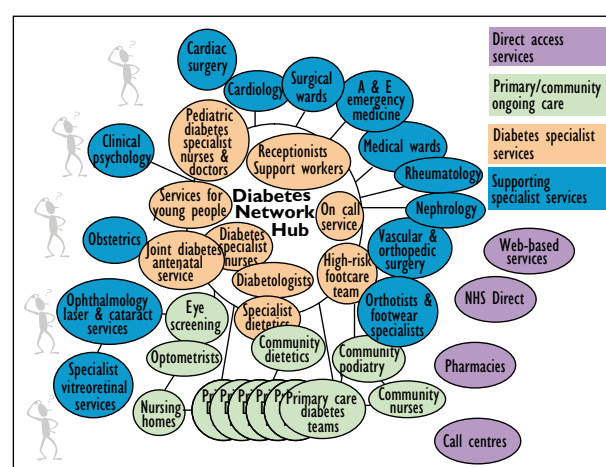 Cardiac
surgery
Cardiology
Surgical
wards
A & E
emergency
medicine
Direct access
services
Primary/community
ongoing care
Diabetes specialist
services
Supporting
specialist services
Pediatric
diabetes
specialist
nurses &
doctors
Receptionists
Support workers
Medical wards
Clinical
psychology
Rheumatology
Services for
young people
Diabetes
Network
Hub
On call
service
Nephrology
Obstetrics
Joint diabetes
antenatal
service
Diabetes
specialist
nurses
Vascular &
orthopedic
surgery
Web-based
services
Diabetologists
High-risk
footcare
team
NHS Direct
Ophthalmology
laser & cataract
services
Eye
screening
Specialist
dietetics
Orthotists &
footwear
specialists
Optometrists
Community
dietetics
Community
podiatry
Pharmacies
Specialist
vitreoretinal
services
Nursing
homes
Primary care
diabetes
teams
Community
nurses
Call centres